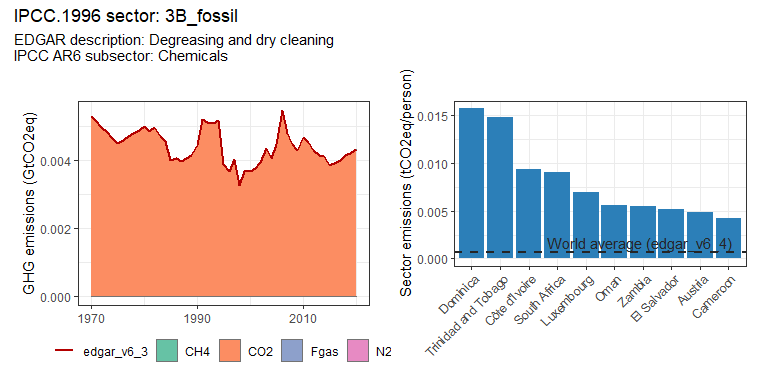 IPCC.1996 sector: 3B_fossil
EDGAR description: Degreasing and dry cleaning
IPCC AR6 subsector: Chemicals
GHG emissions (GtCO2eq)
0.004
0.002
0.000
1970
1990
2010
edgar_v6_3
CH4
CO2
Fgas
N2
Sector emissions (tCO2eq/person)
0.015
0.010
0.005
0.000
World average (edgar_v6_4)
Dominica
Trinidad and Tobago
Côte d'Ivoire
South Africa
Luxembourg
Oman
Zambia
El Salvador
Austria
Cameroon